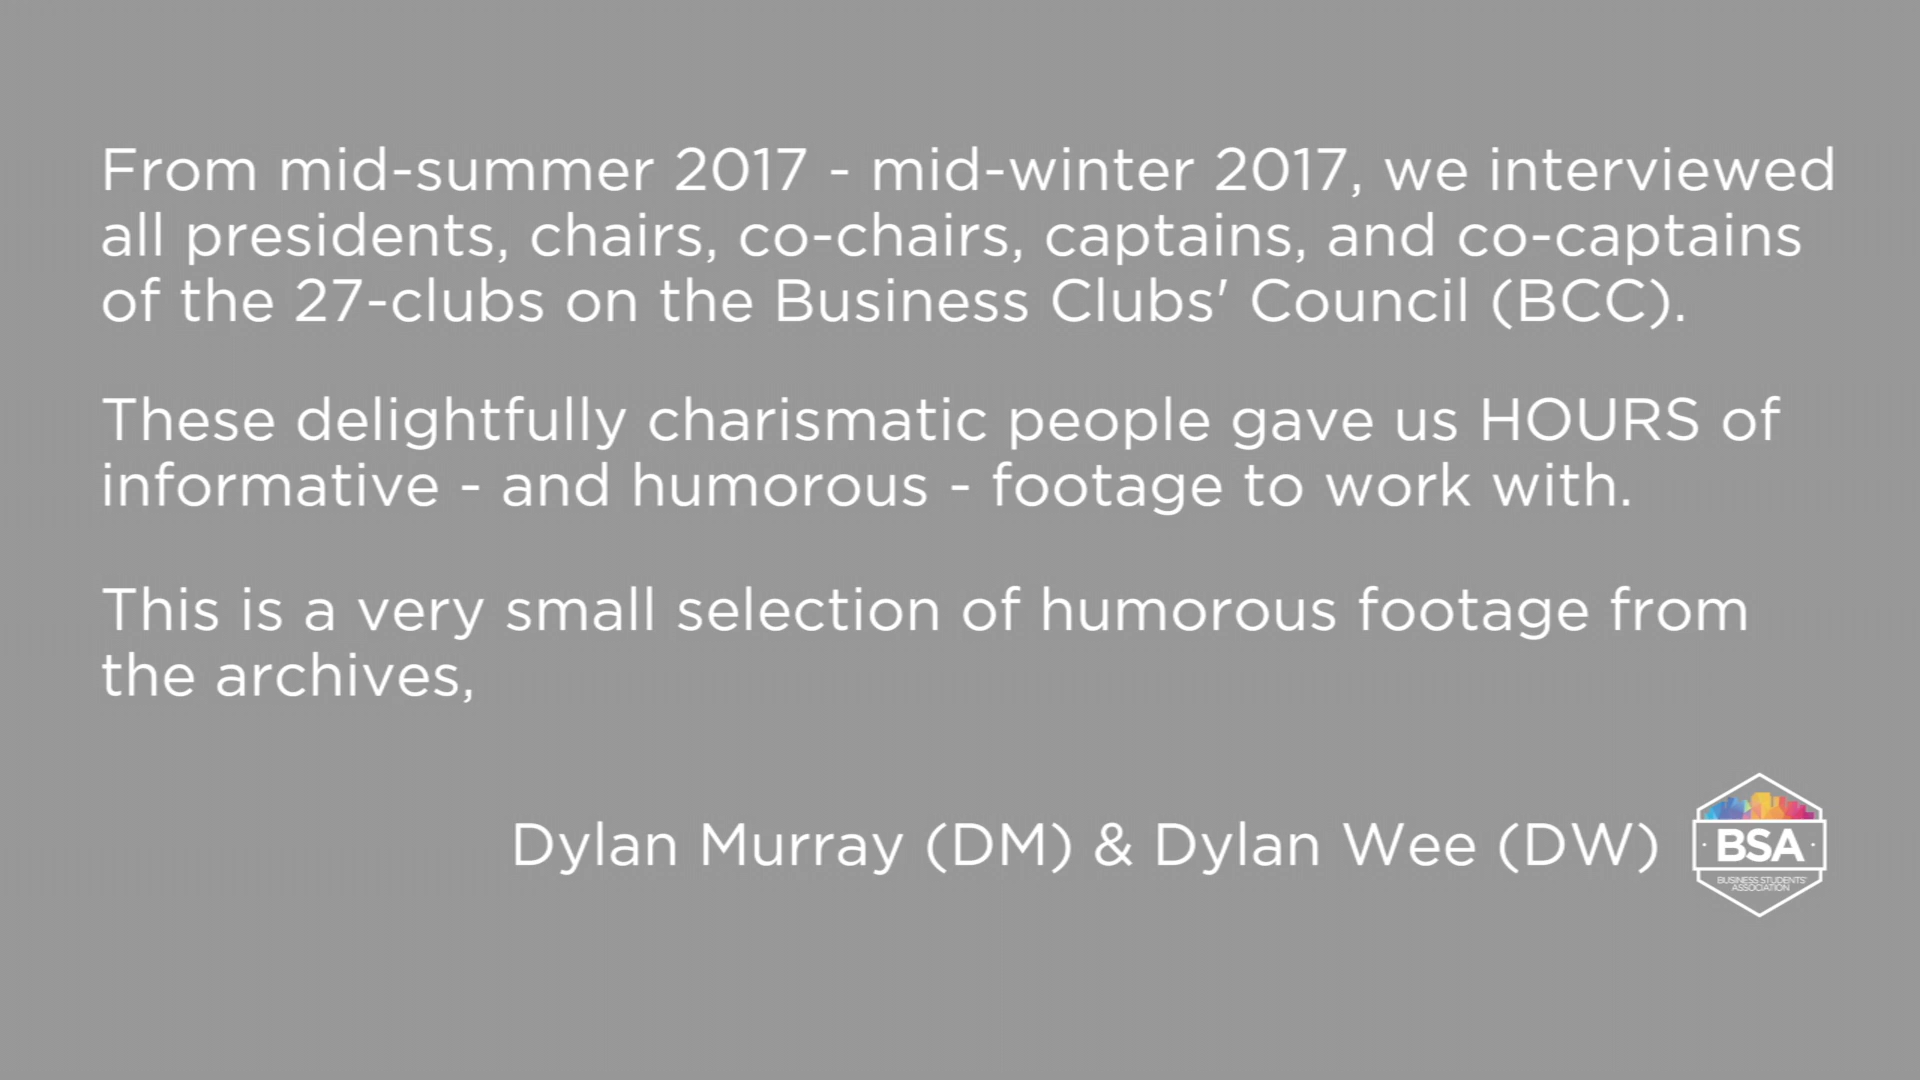 From mid-summer 2017 - mid-winter 2017, we interviewed
all presidents, chairs, co-chairs, captains, and co-captains
of the 27-clubs on the Business Clubs' Council (BCC).
These delightfully charismatic people gave us HOURS of
informative - and humorous - footage to work with.
This is a very small selection of humorous footage from
the archives,
Dylan Murray (DM) & Dylan Wee (DW)
· BSA ·
BUSINESS STUDENTS'
ASSOCIATION